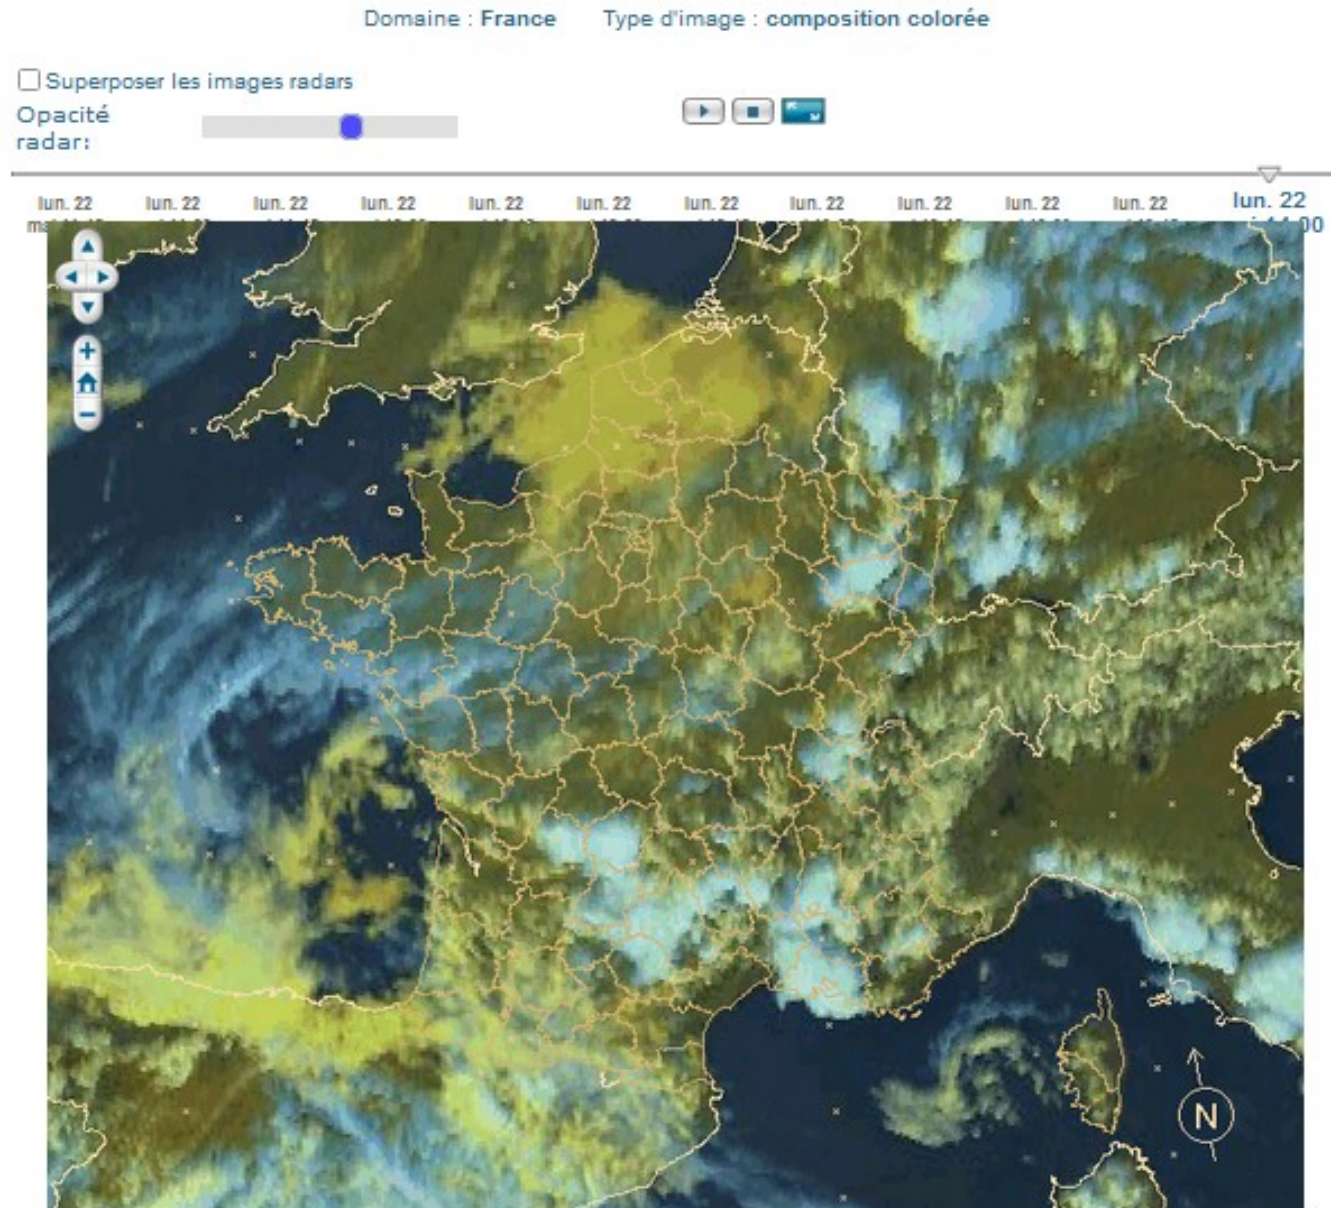 Domaine : France Type d'image : composition colorée
Superposer les images radars
Opacité
radar:
lun. 22 lun. 22 lun. 22 lun. 22 lun. 22 lun. 22 lun. 22 lun. 22 lun. 22 lun. 22 lun. 22 lun. 22
N